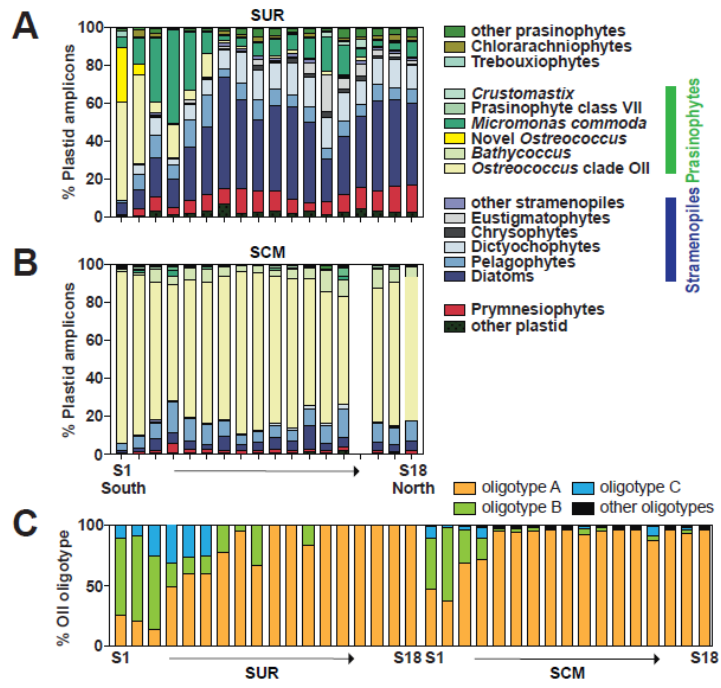 A
SUR
% Plastid amplicons
100
80
60
40
20
0
other prasinophytes
Chlorarachniophytes
Trebouxiophytes
Crustomastix
Prasinophyte class VII
Micromonas commoda
Novel Ostreococcus
Bathycoccus
Ostreococcus clade OII
Prasinophytes
other stramenopiles
Eustigmatophytes
Chrysophytes
Dictyochophytes
Pelagophytes
Diatoms
Stramenopiles
Prymnesiophytes
other plastid
B
SCM
% Plastid amplicons
100
80
60
40
20
0
S1
South
S18
North
oligotype A
oligotype C
oligotype B
other oligotypes
C
% OII oligotype
100
50
0
S1
S18
S1
S18
SUR
SCM